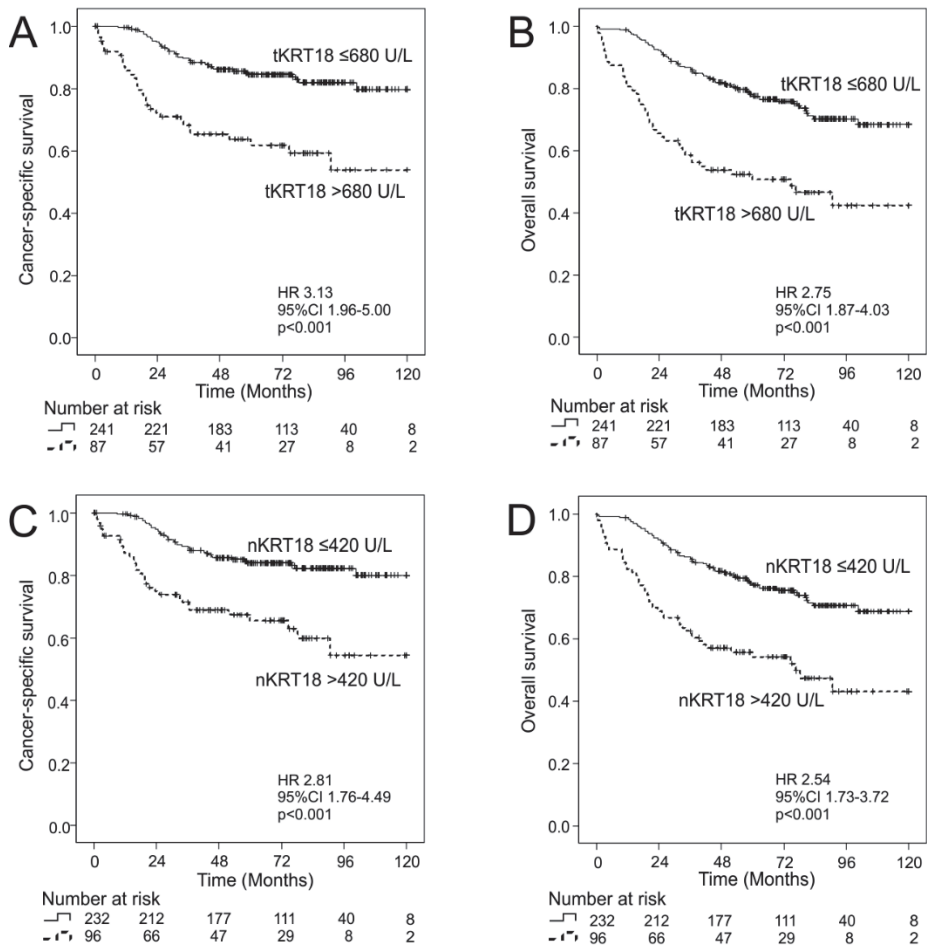 A
Cancer-specific survival
1.0
0.8
0.6
0.4
0.2
0.0
tKRT18 ≤680 U/L
tKRT18 >680 U/L
HR 3.13
95%CI 1.96-5.00
p<0.001
0 24 48 72 96 120
Time (Months)
Number at risk
241 221 183 113 40 8
87 57 41 27 8 2
B
Overall survival
1.0
0.8
0.6
0.4
0.2
0.0
tKRT18 ≤680 U/L
tKRT18 >680 U/L
HR 2.75
95%CI 1.87-4.03
p<0.001
0 24 48 72 96 120
Time (Months)
Number at risk
241 221 183 113 40 8
87 57 41 27 8 2
C
Cancer-specific survival
1.0
0.8
0.6
0.4
0.2
0.0
nKRT18 ≤420 U/L
nKRT18 >420 U/L
HR 2.81
95%CI 1.76-4.49
p<0.001
0 24 48 72 96 120
Time (Months)
Number at risk
232 212 177 111 40 8
96 66 47 29 8 2
D
Overall survival
1.0
0.8
0.6
0.4
0.2
0.0
nKRT18 ≤420 U/L
nKRT18 >420 U/L
HR 2.54
95%CI 1.73-3.72
p<0.001
0 24 48 72 96 120
Time (Months)
Number at risk
232 212 177 111 40 8
96 66 47 29 8 2